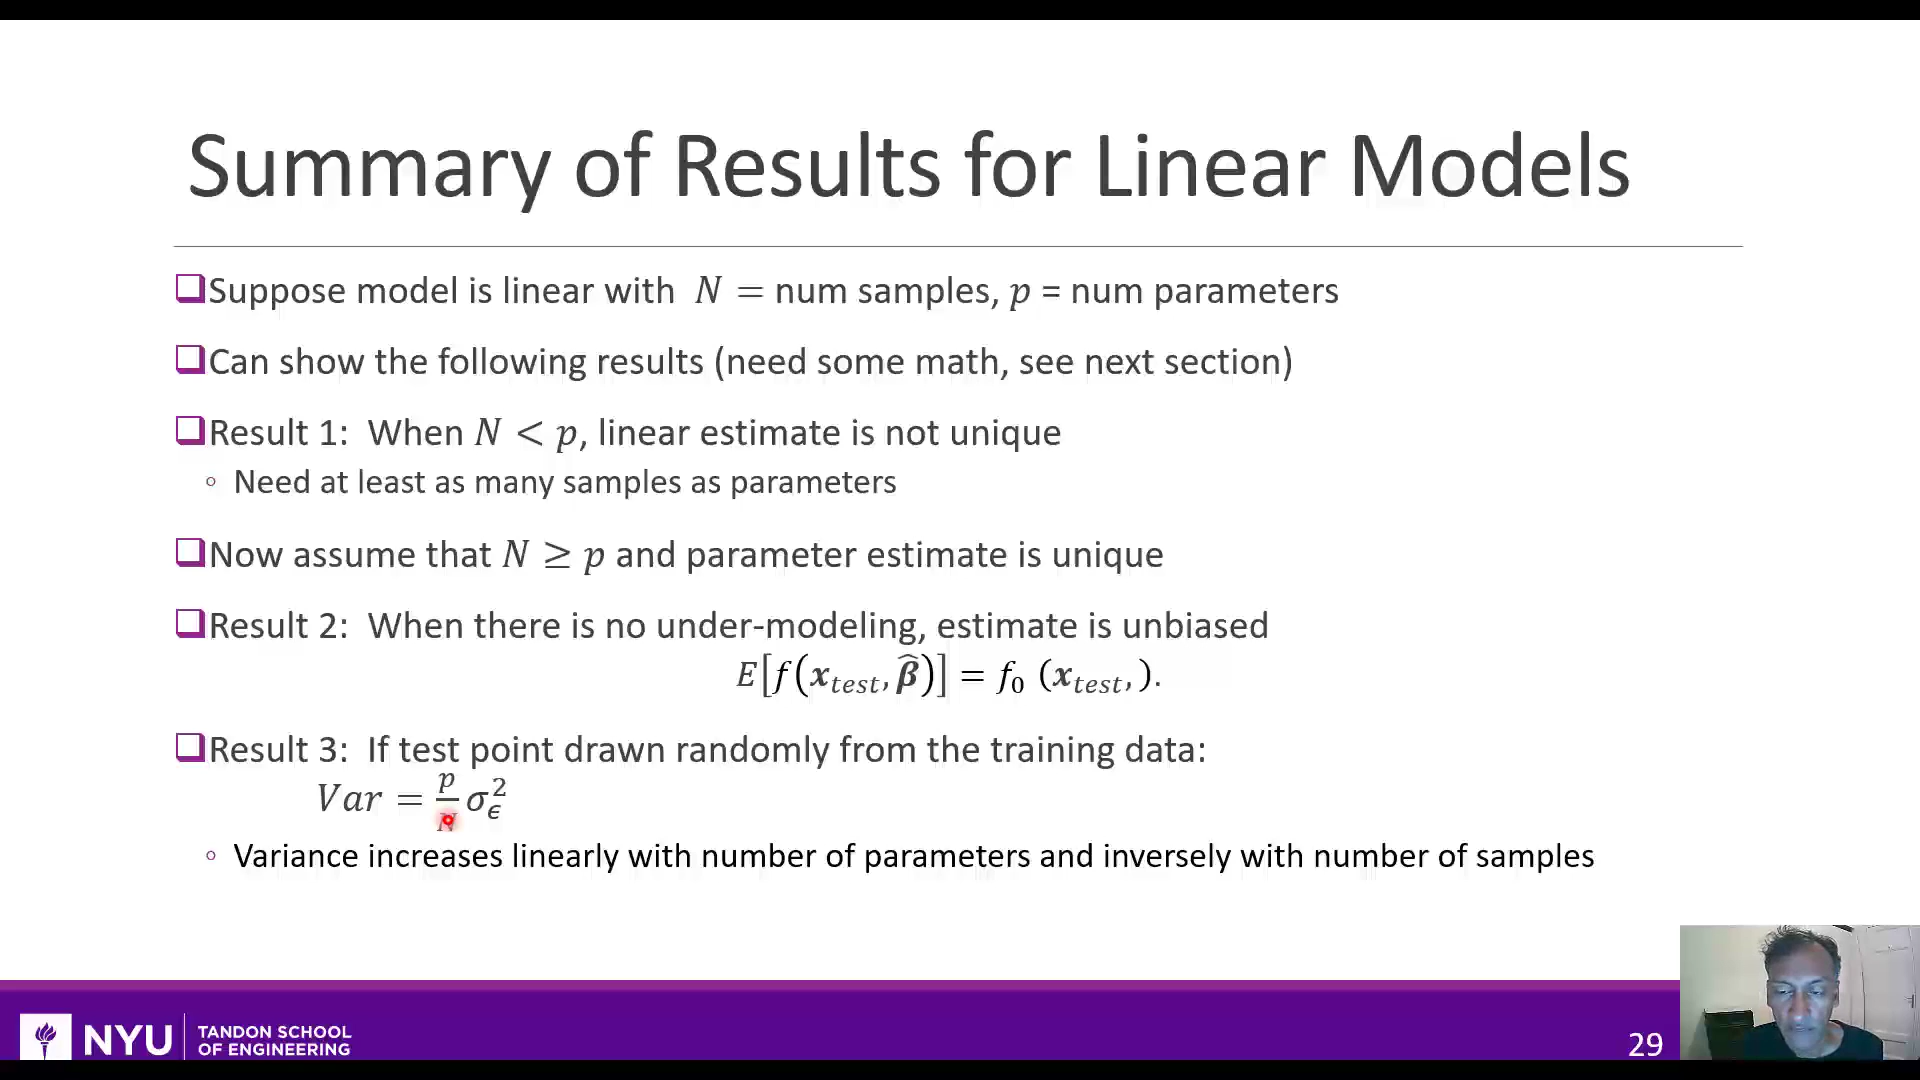 Summary of Results for Linear Models
Suppose model is linear with N = num samples, p = num parameters
Can show the following results (need some math, see next section)
Result 1: When N < p, linear estimate is not unique
◦ Need at least as many samples as parameters
Now assume that N ≥ p and parameter estimate is unique
Result 2: When there is no under-modeling, estimate is unbiased
E[f(𝒙_test, 𝜷̂)] = f₀ (𝒙_test, ).
Result 3: If test point drawn randomly from the training data:
Var = p/N σ_ϵ²
◦ Variance increases linearly with number of parameters and inversely with number of samples
NYU
TANDON SCHOOL
OF ENGINEERING
29